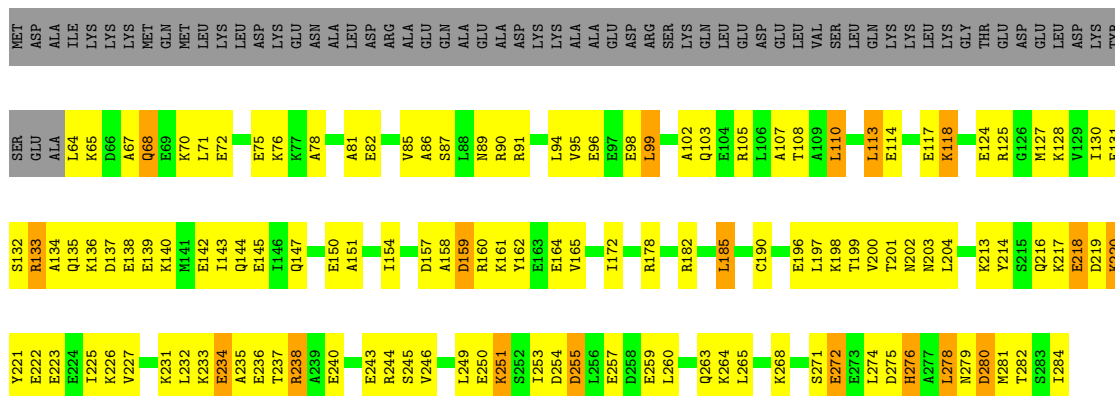 MET ASP ALA ILE LYS LYS LYS MET GLN MET LEU LYS LEU ASP LYS GLU ASN ALA LEU ASP ARG ALA GLU GLN ALA GLU ALA ASP LYS LYS ALA ALA GLU ASP ARG SER LYS GLN LEU GLU ASP GLU LEU VAL SER LEU GLN LYS LYS LEU LYS GLY THR GLU ASP GLU LEU ASP LYS TYR
SER GLU ALA L64 K65 D66 A67 Q68 E69 K70 L71 E72 E75 K76 K77 A78 A81 E82 V85 A86 S87 L88 N89 R90 R91 L94 V95 E96 E97 E98 L99 A102 Q103 E104 R105 L106 A107 T108 A109 L110 L113 E114 E117 K118 E124 R125 G126 M127 K128 V129 I130 E131
S132 R133 A134 Q135 K136 D137 E138 E139 K140 M141 E142 I143 Q144 E145 I146 Q147 E150 A151 I154 D157 A158 D159 R160 K161 Y162 E163 E164 V165 I172 R178 R182 L185 C190 E196 L197 K198 T199 V200 T201 N202 N203 L204 K213 Y214 S215 Q216 K217 E218 D219 K220
Y221 E222 E223 E224 I225 K226 V227 K231 L232 K233 E234 A235 E236 T237 R238 A239 E240 E243 R244 S245 V246 L249 E250 K251 S252 I253 D254 D255 L256 E257 D258 E259 L260 Q263 K264 L265 K268 S271 E272 E273 L274 D275 H276 A277 L278 N279 D280 M281 T282 S283 I284